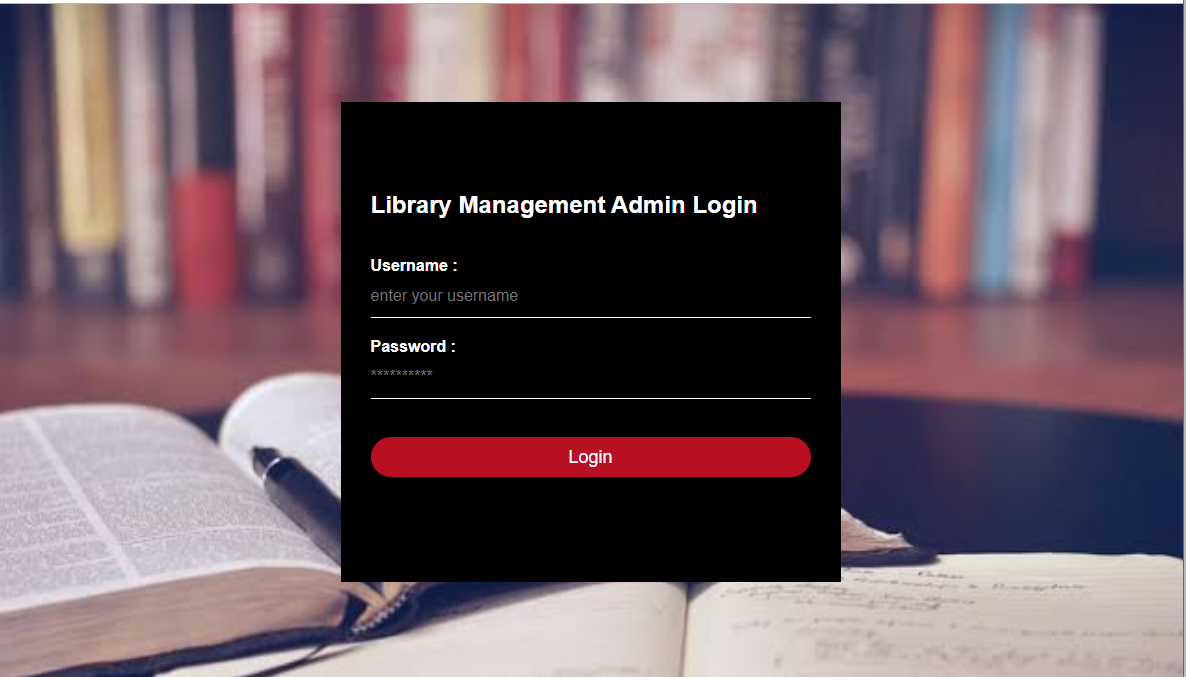 Library Management Admin Login
Username :
enter your username
Password :
**********
Login